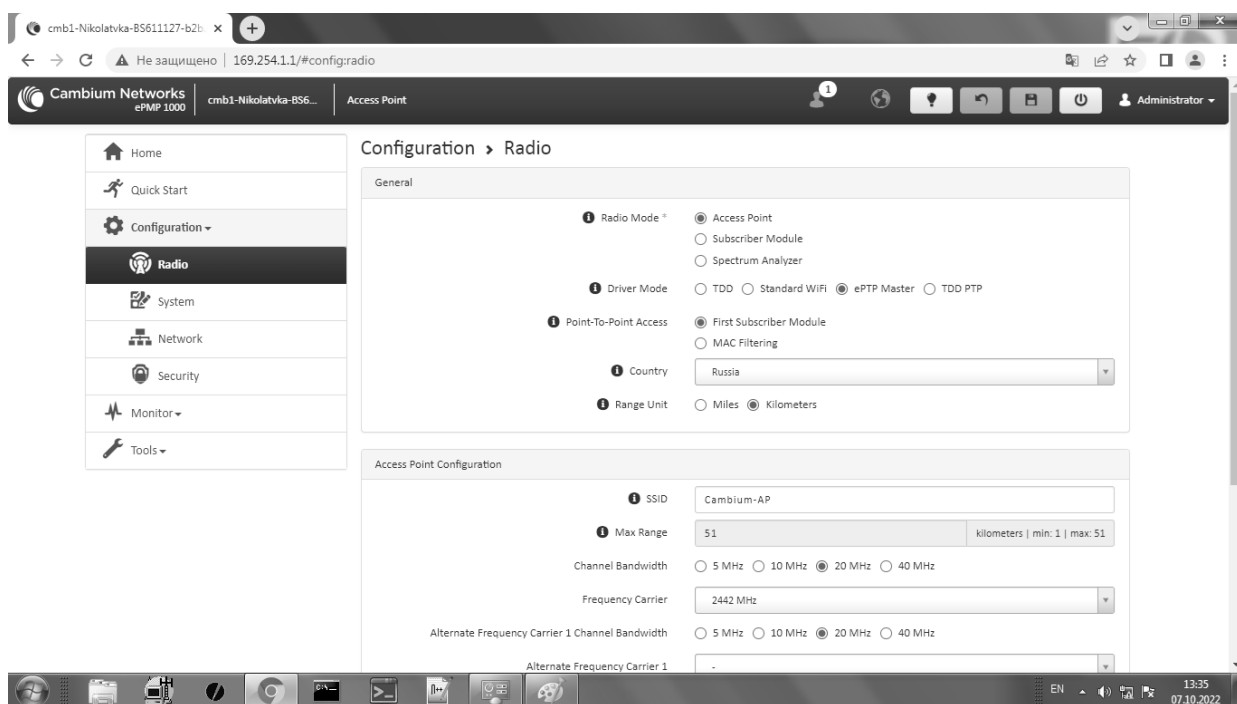 cmb1-Nikolatvka-BS611127-b2b
Не защищено | 169.254.1.1/#config:radio
Cambium Networks
ePMP 1000
cmb1-Nikolatvka-BS6...
Access Point
1
Administrator
Home
Quick Start
Configuration
Radio
System
Network
Security
Monitor
Tools
Configuration > Radio
General
Radio Mode *
Access Point
Subscriber Module
Spectrum Analyzer
Driver Mode
TDD Standard WiFi ePTP Master TDD PTP
Point-To-Point Access
First Subscriber Module
MAC Filtering
Country
Russia
Range Unit
Miles Kilometers
Access Point Configuration
SSID
Cambium-AP
Max Range
51
kilometers | min: 1 | max: 51
Channel Bandwidth
5 MHz 10 MHz 20 MHz 40 MHz
Frequency Carrier
2442 MHz
Alternate Frequency Carrier 1 Channel Bandwidth
5 MHz 10 MHz 20 MHz 40 MHz
Alternate Frequency Carrier 1
-
EN
13:35
07.10.2022